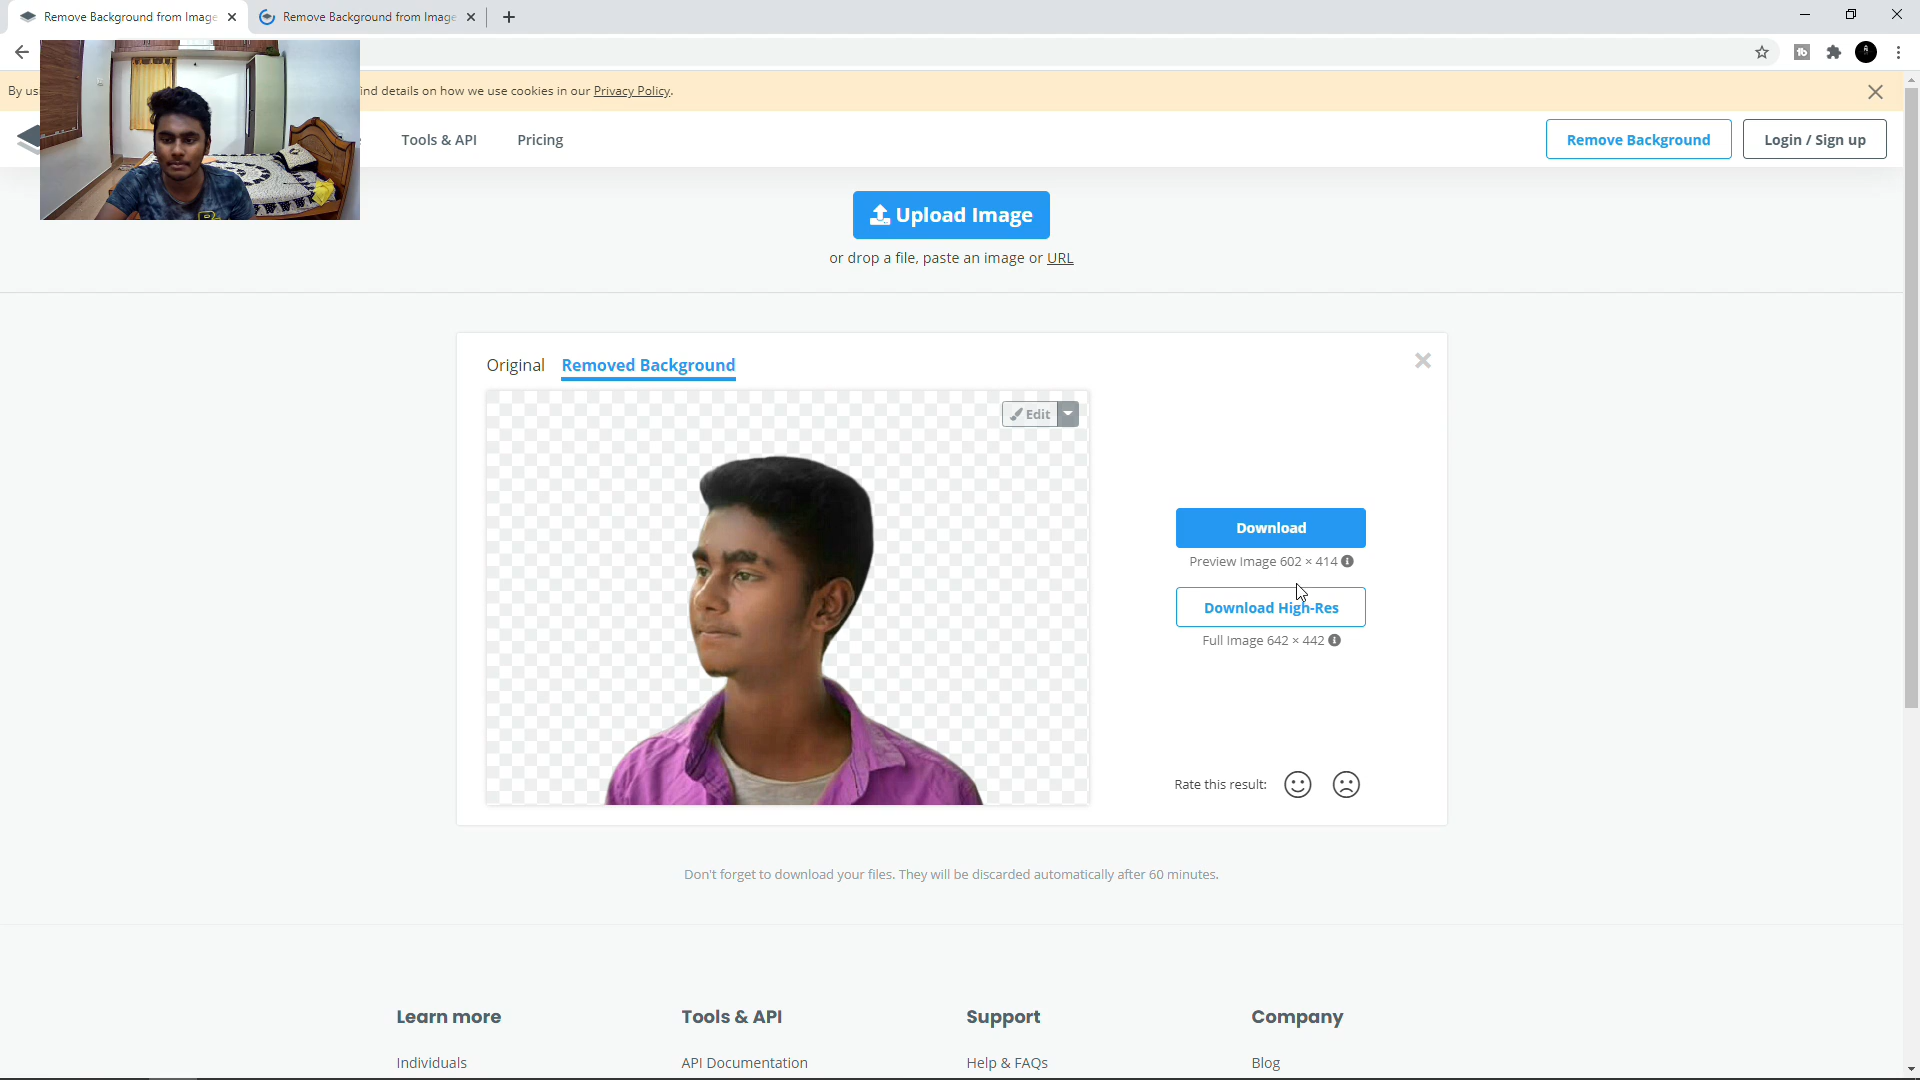 Remove Background from Image
Remove Background from Image
By us
ind details on how we use cookies in our Privacy Policy.
Tools & API
Pricing
Remove Background
Login / Sign up
Upload Image
or drop a file, paste an image or URL
Original
Removed Background
Edit
Download
Preview Image 602 × 414
Download High-Res
Full Image 642 × 442
Rate this result:
Don't forget to download your files. They will be discarded automatically after 60 minutes.
Learn more
Tools & API
Support
Company
Individuals
API Documentation
Help & FAQs
Blog